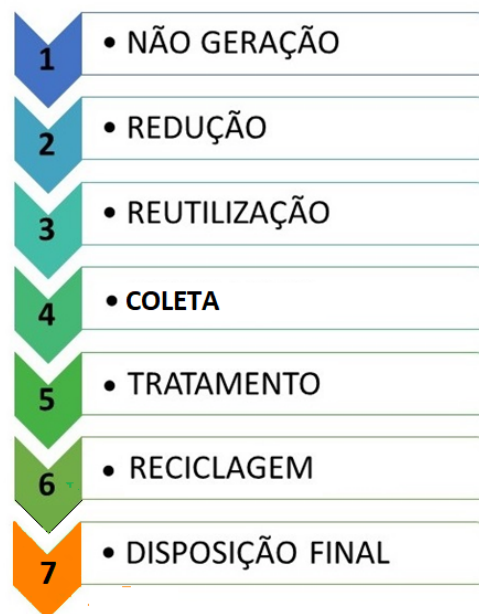 1 • NÃO GERAÇÃO
2 • REDUÇÃO
3 • REUTILIZAÇÃO
4 • COLETA
5 • TRATAMENTO
6 • RECICLAGEM
7 • DISPOSIÇÃO FINAL